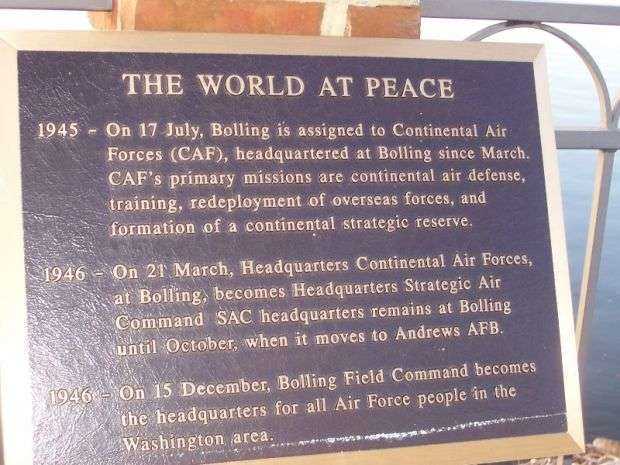 THE WORLD AT PEACE
1945 - On 17 July, Bolling is assigned to Continental Air
Forces (CAF), headquartered at Bolling since March.
CAF's primary missions are continental air defense,
training, redeployment of overseas forces, and
formation of a continental strategic reserve.
1946 - On 21 March, Headquarters Continental Air Forces,
at Bolling, becomes Headquarters Strategic Air
Command SAC headquarters remains at Bolling
until October, when it moves to Andrews AFB.
1946 - On 15 December, Bolling Field Command becomes
the headquarters for all Air Force people in the
Washington area.